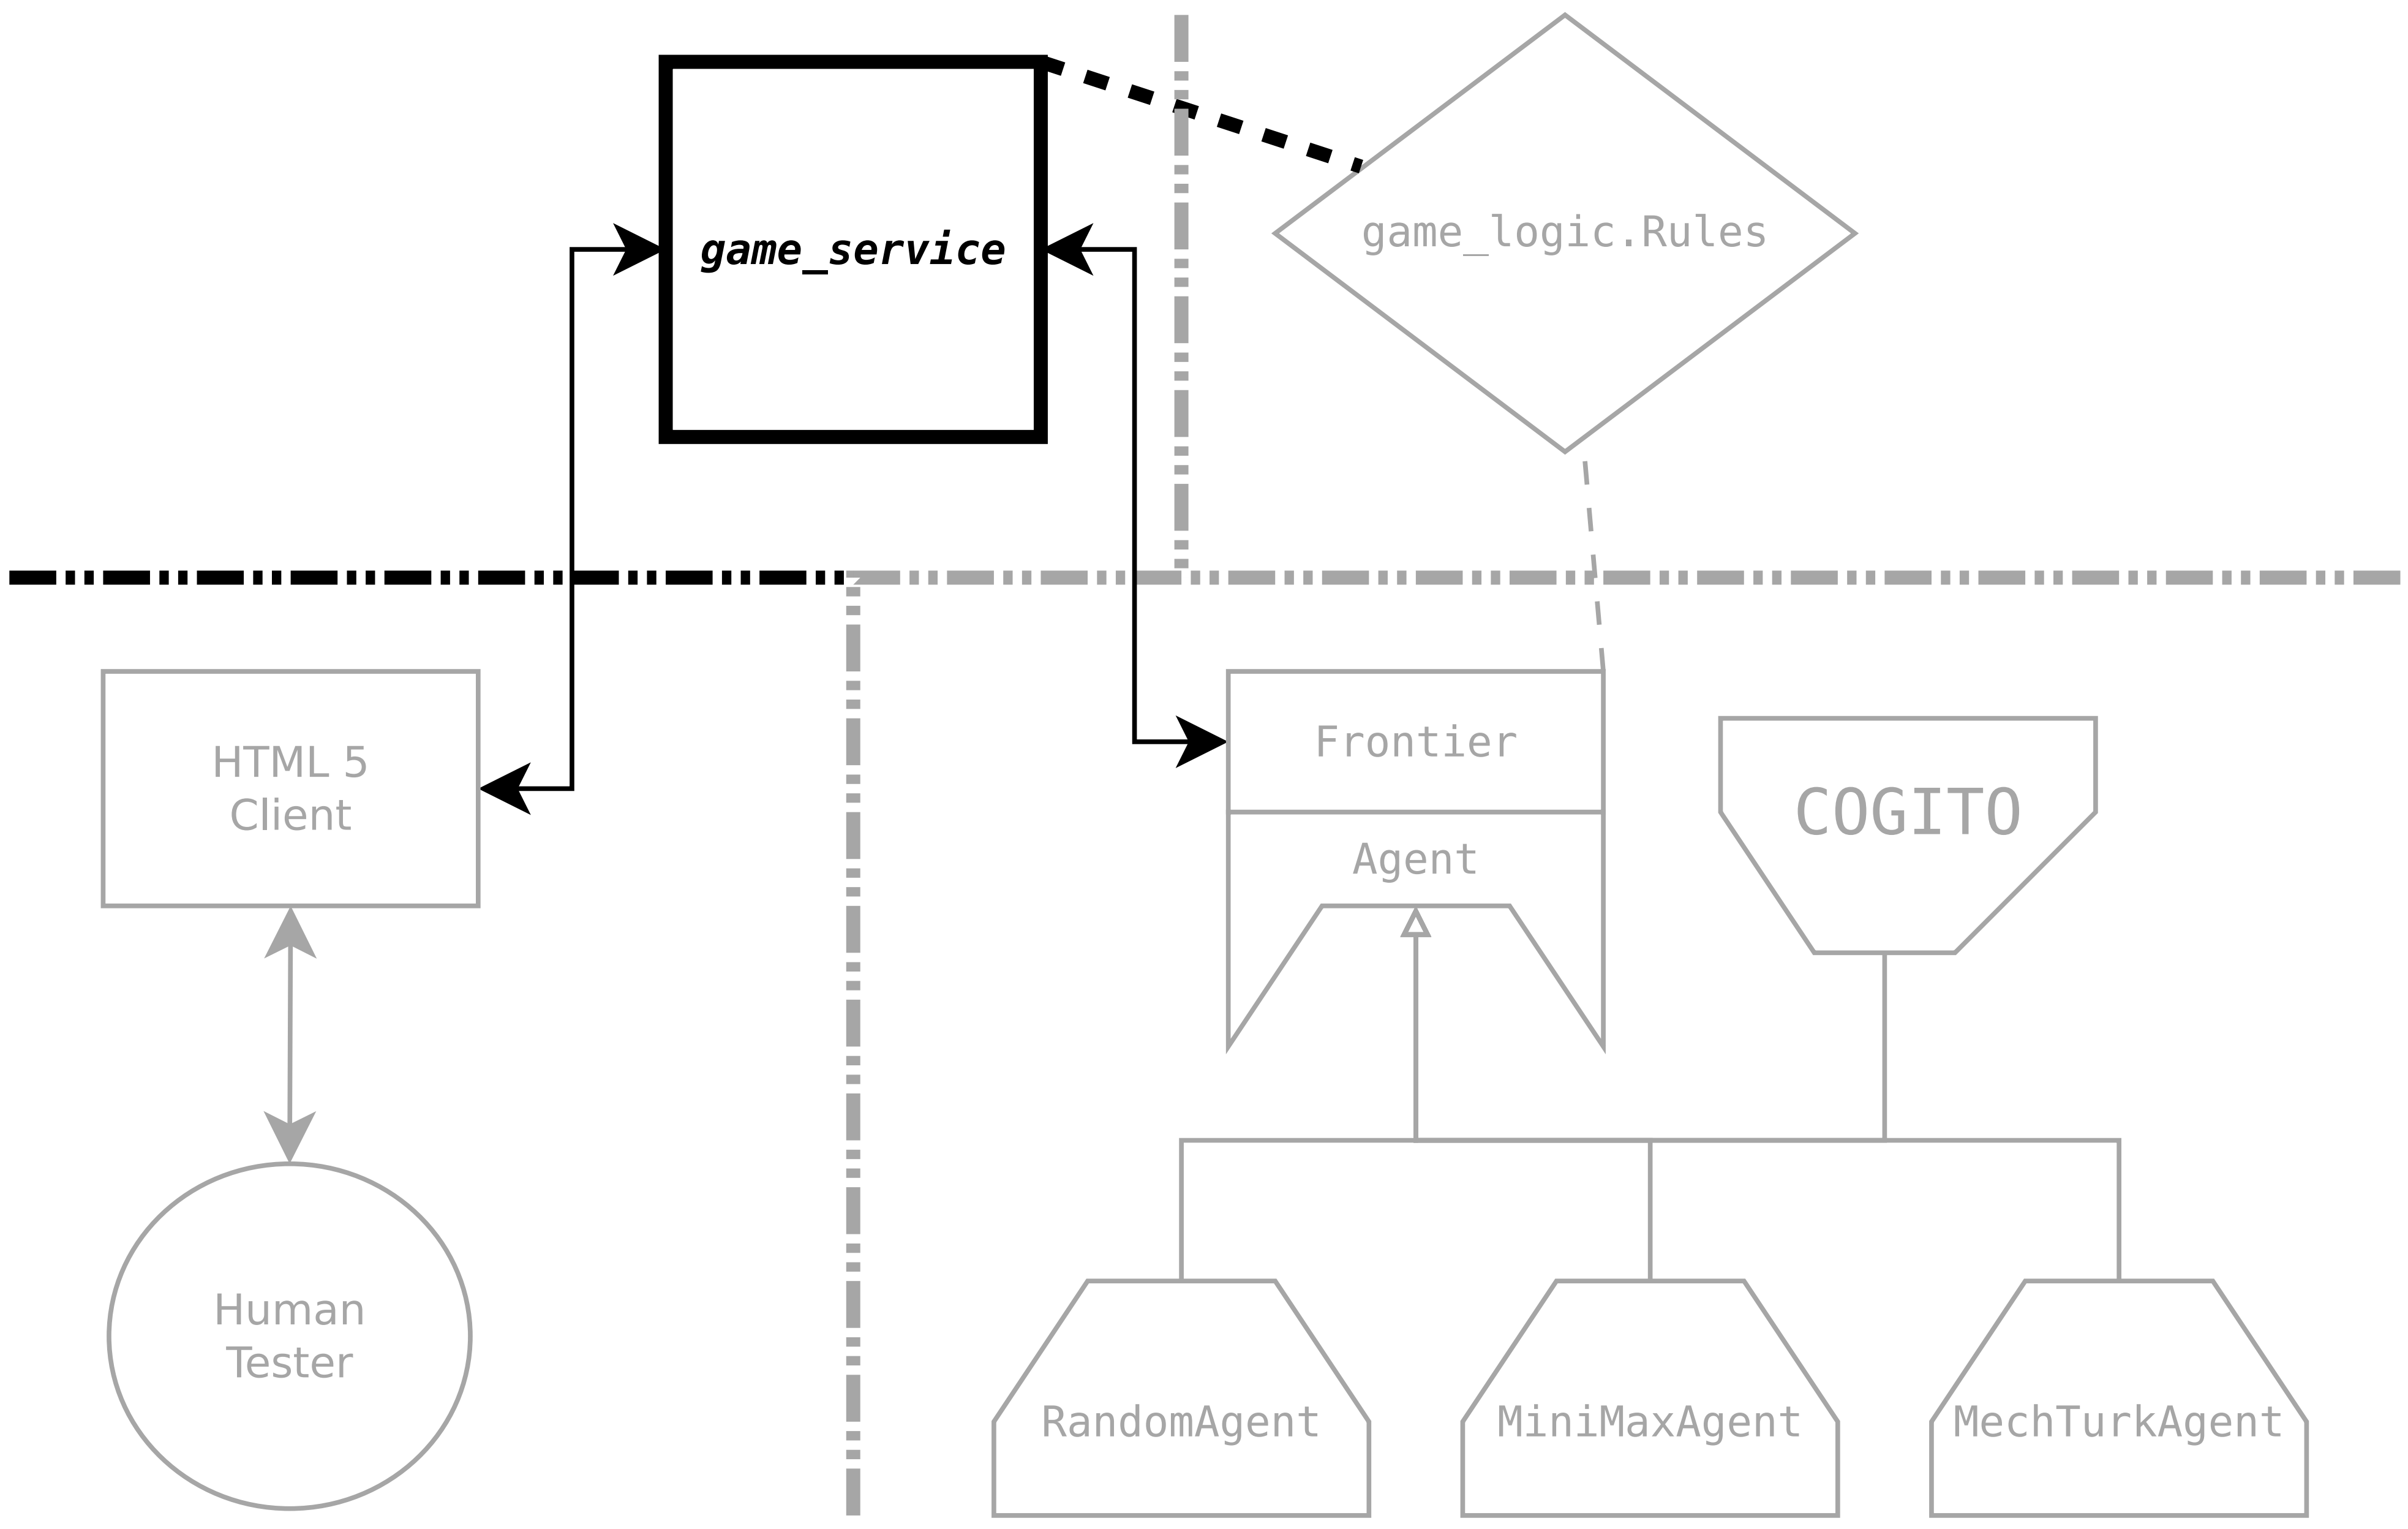 game_service
game_logic.Rules
HTML 5
Client
Frontier
Agent
COGITO
Human
Tester
RandomAgent
MiniMaxAgent
MechTurkAgent